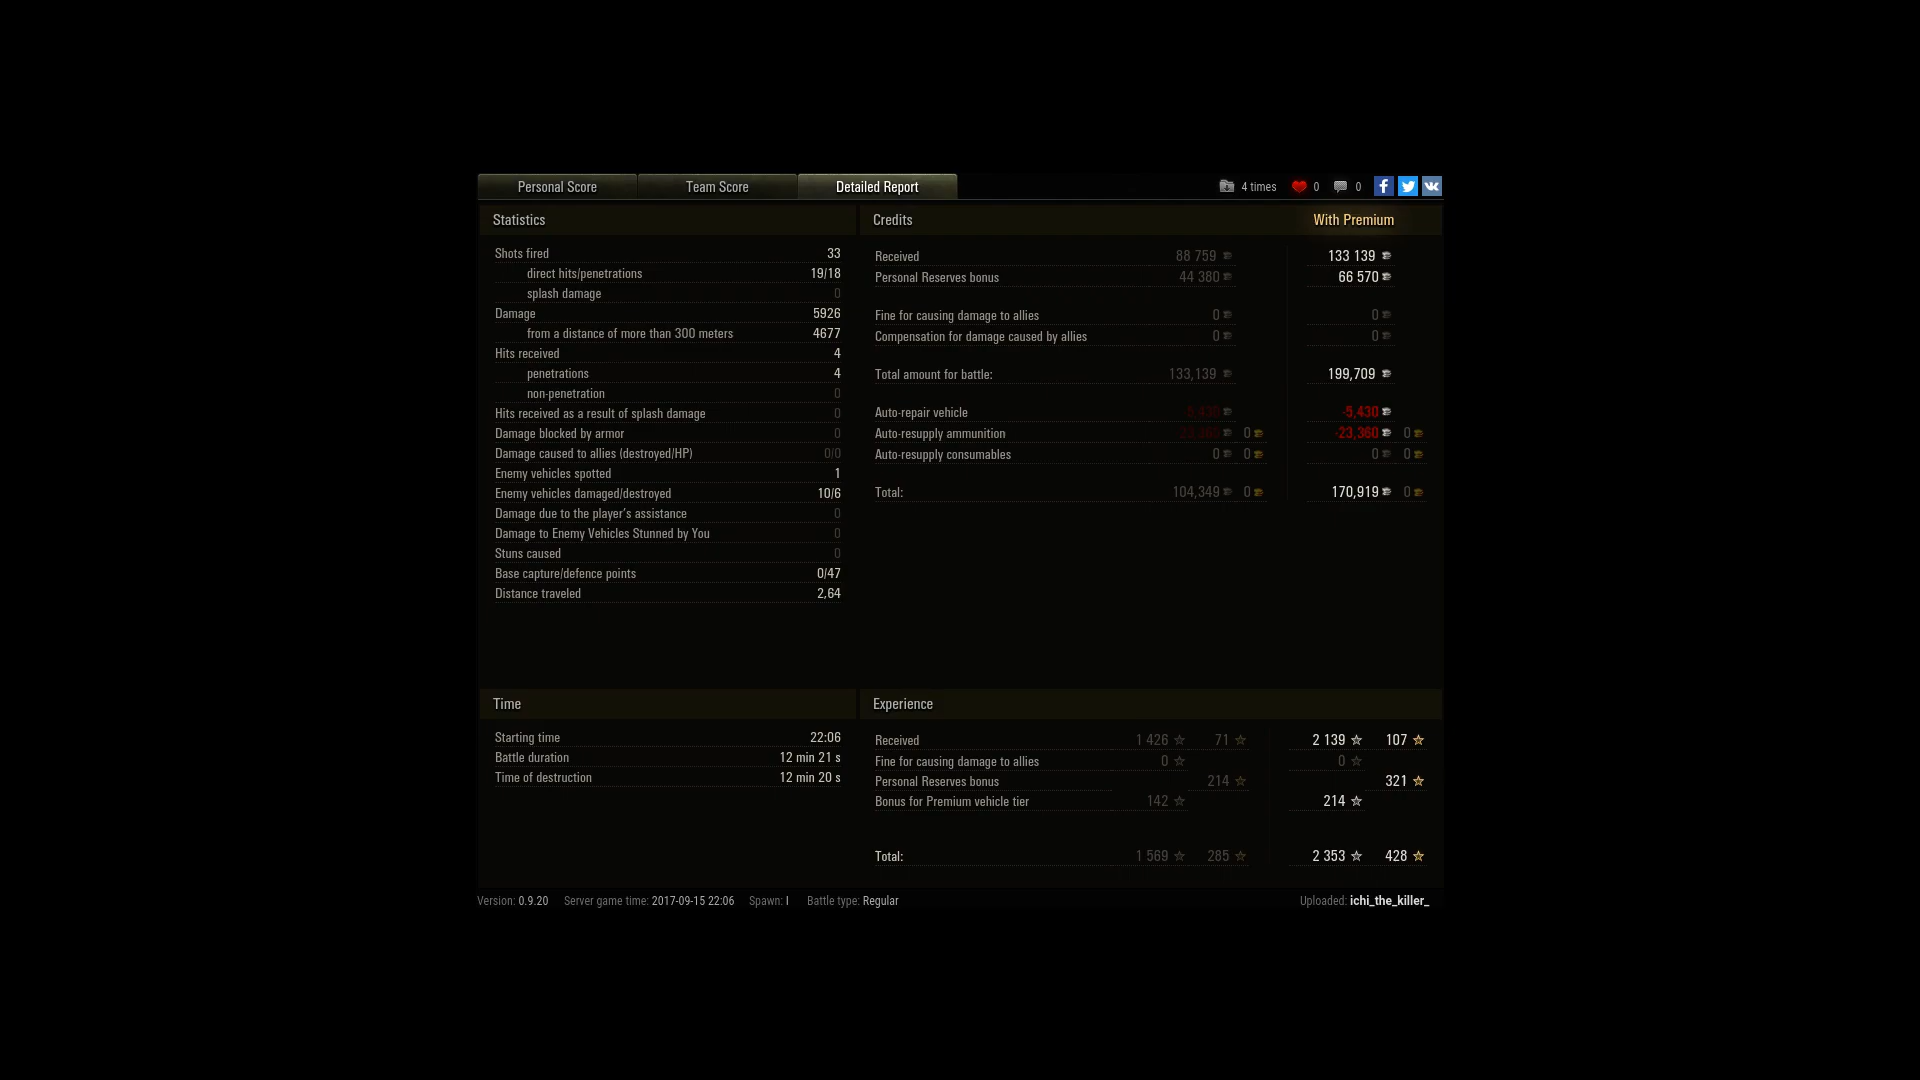 Personal Score Team Score Detailed Report 4 times 0 0
Statistics
Shots fired 33
direct hits/penetrations 19/18
splash damage 0
Damage 5926
from a distance of more than 300 meters 4677
Hits received 4
penetrations 4
non-penetration 0
Hits received as a result of splash damage 0
Damage blocked by armor 0
Damage caused to allies (destroyed/HP) 0/0
Enemy vehicles spotted 1
Enemy vehicles damaged/destroyed 10/6
Damage due to the player's assistance 0
Damage to Enemy Vehicles Stunned by You 0
Stuns caused 0
Base capture/defence points 0/47
Distance traveled 2,64
Credits With Premium
Received 88 759 133 139
Personal Reserves bonus 44 380 66 570
Fine for causing damage to allies 0 0
Compensation for damage caused by allies 0 0
Total amount for battle: 133,139 199,709
Auto-repair vehicle -5,430 -5,430
Auto-resupply ammunition -23,360 0 -23,360 0
Auto-resupply consumables 0 0 0 0
Total: 104,349 0 170,919 0
Time
Starting time 22:06
Battle duration 12 min 21 s
Time of destruction 12 min 20 s
Experience
Received 1 426 71 2 139 107
Fine for causing damage to allies 0 0
Personal Reserves bonus 214 321
Bonus for Premium vehicle tier 142 214
Total: 1 569 285 2 353 428
Version: 0.9.20 Server game time: 2017-09-15 22:06 Spawn: I Battle type: Regular Uploaded: ichi_the_killer_